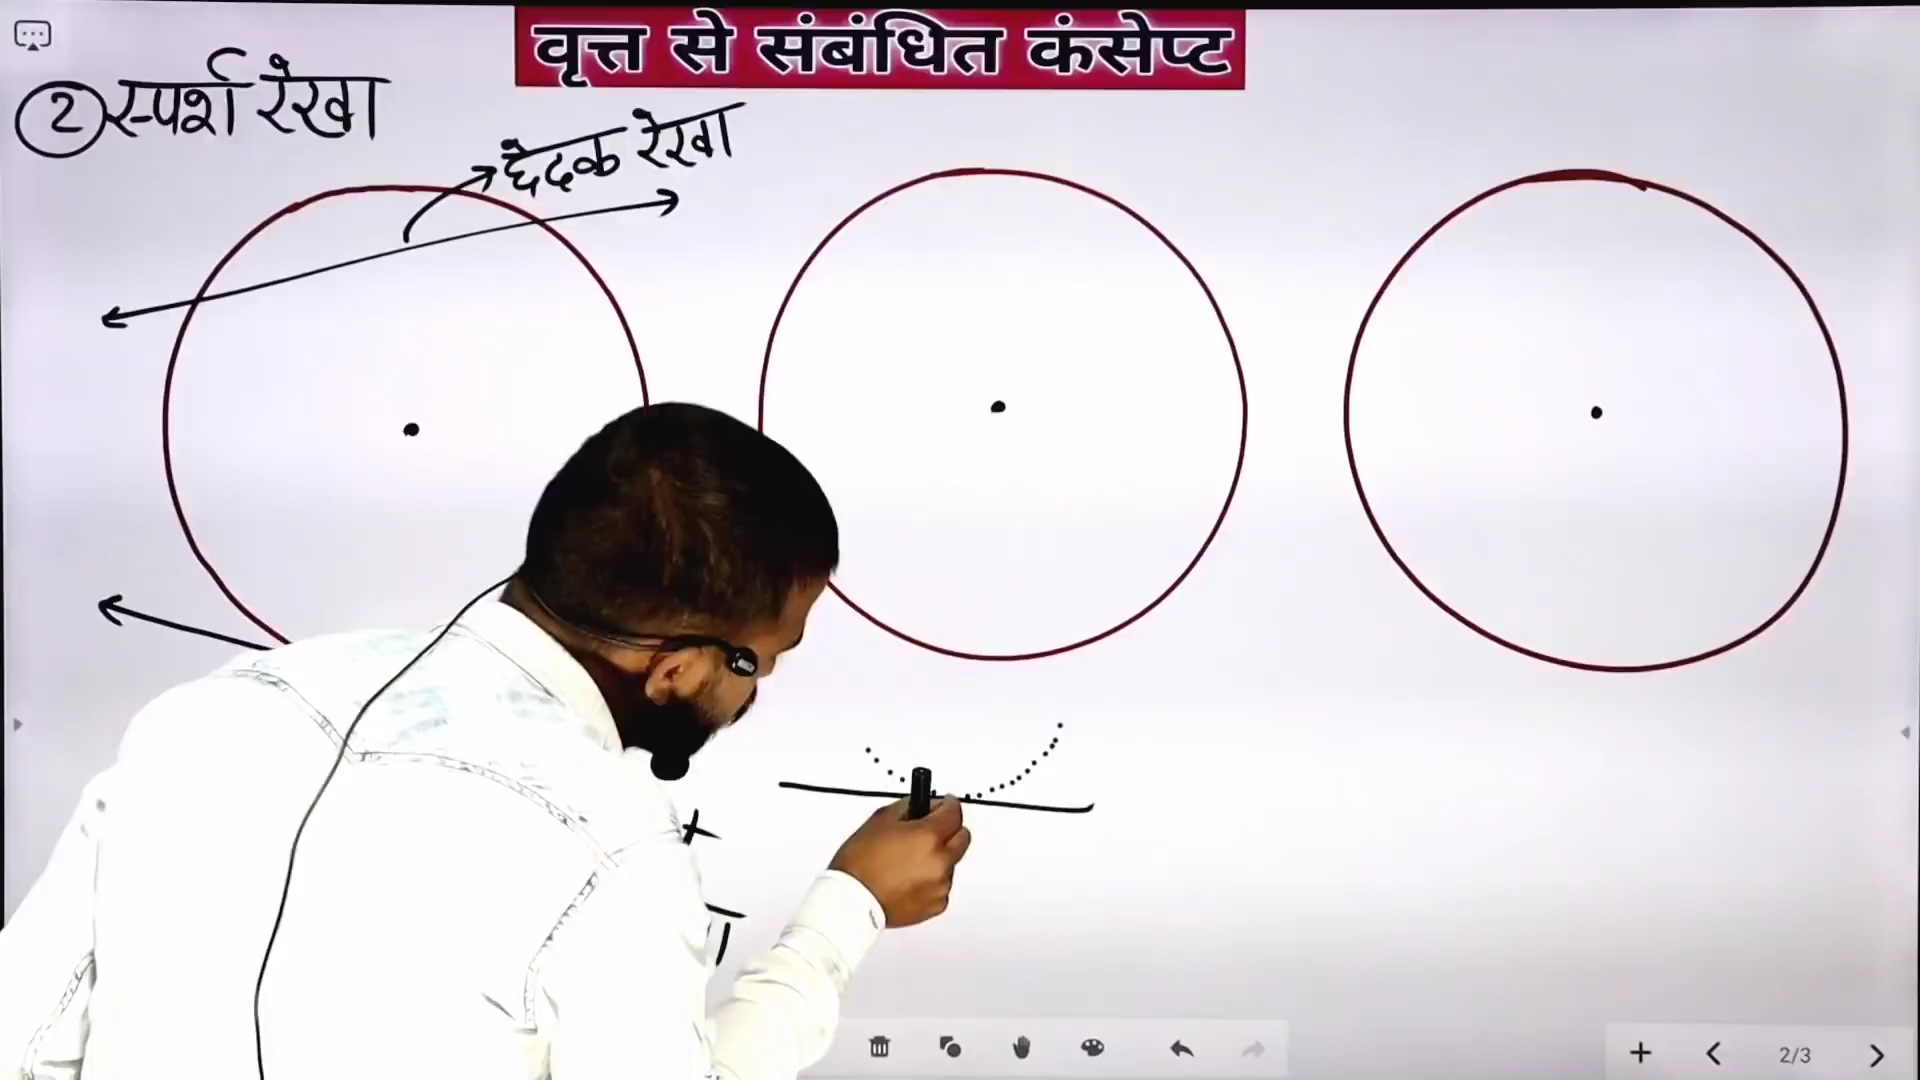 वृत्त से संबंधित कंसेप्ट
② स्पर्श रेखा
छेदक रेखा
2/3